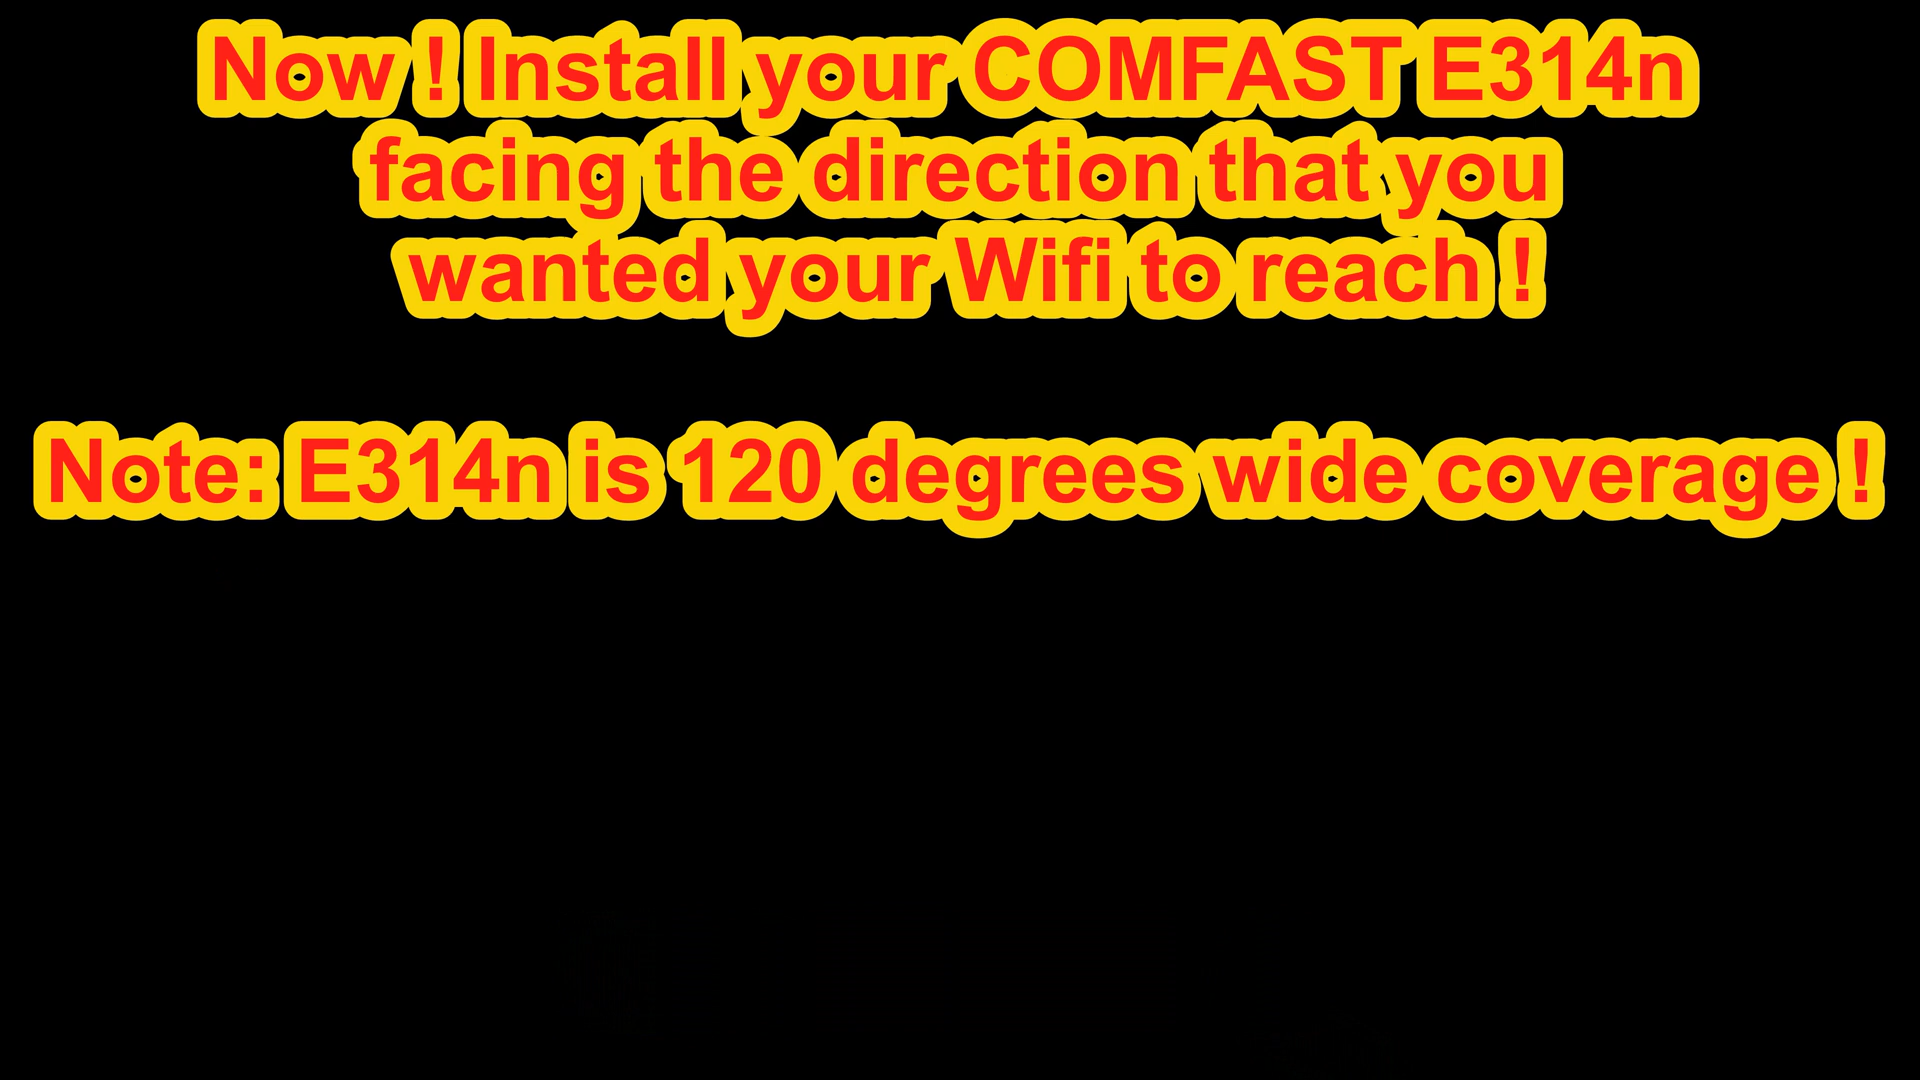 Now ! Install your COMFAST E314n
facing the direction that you
wanted your Wifi to reach !
Note: E314n is 120 degrees wide coverage !